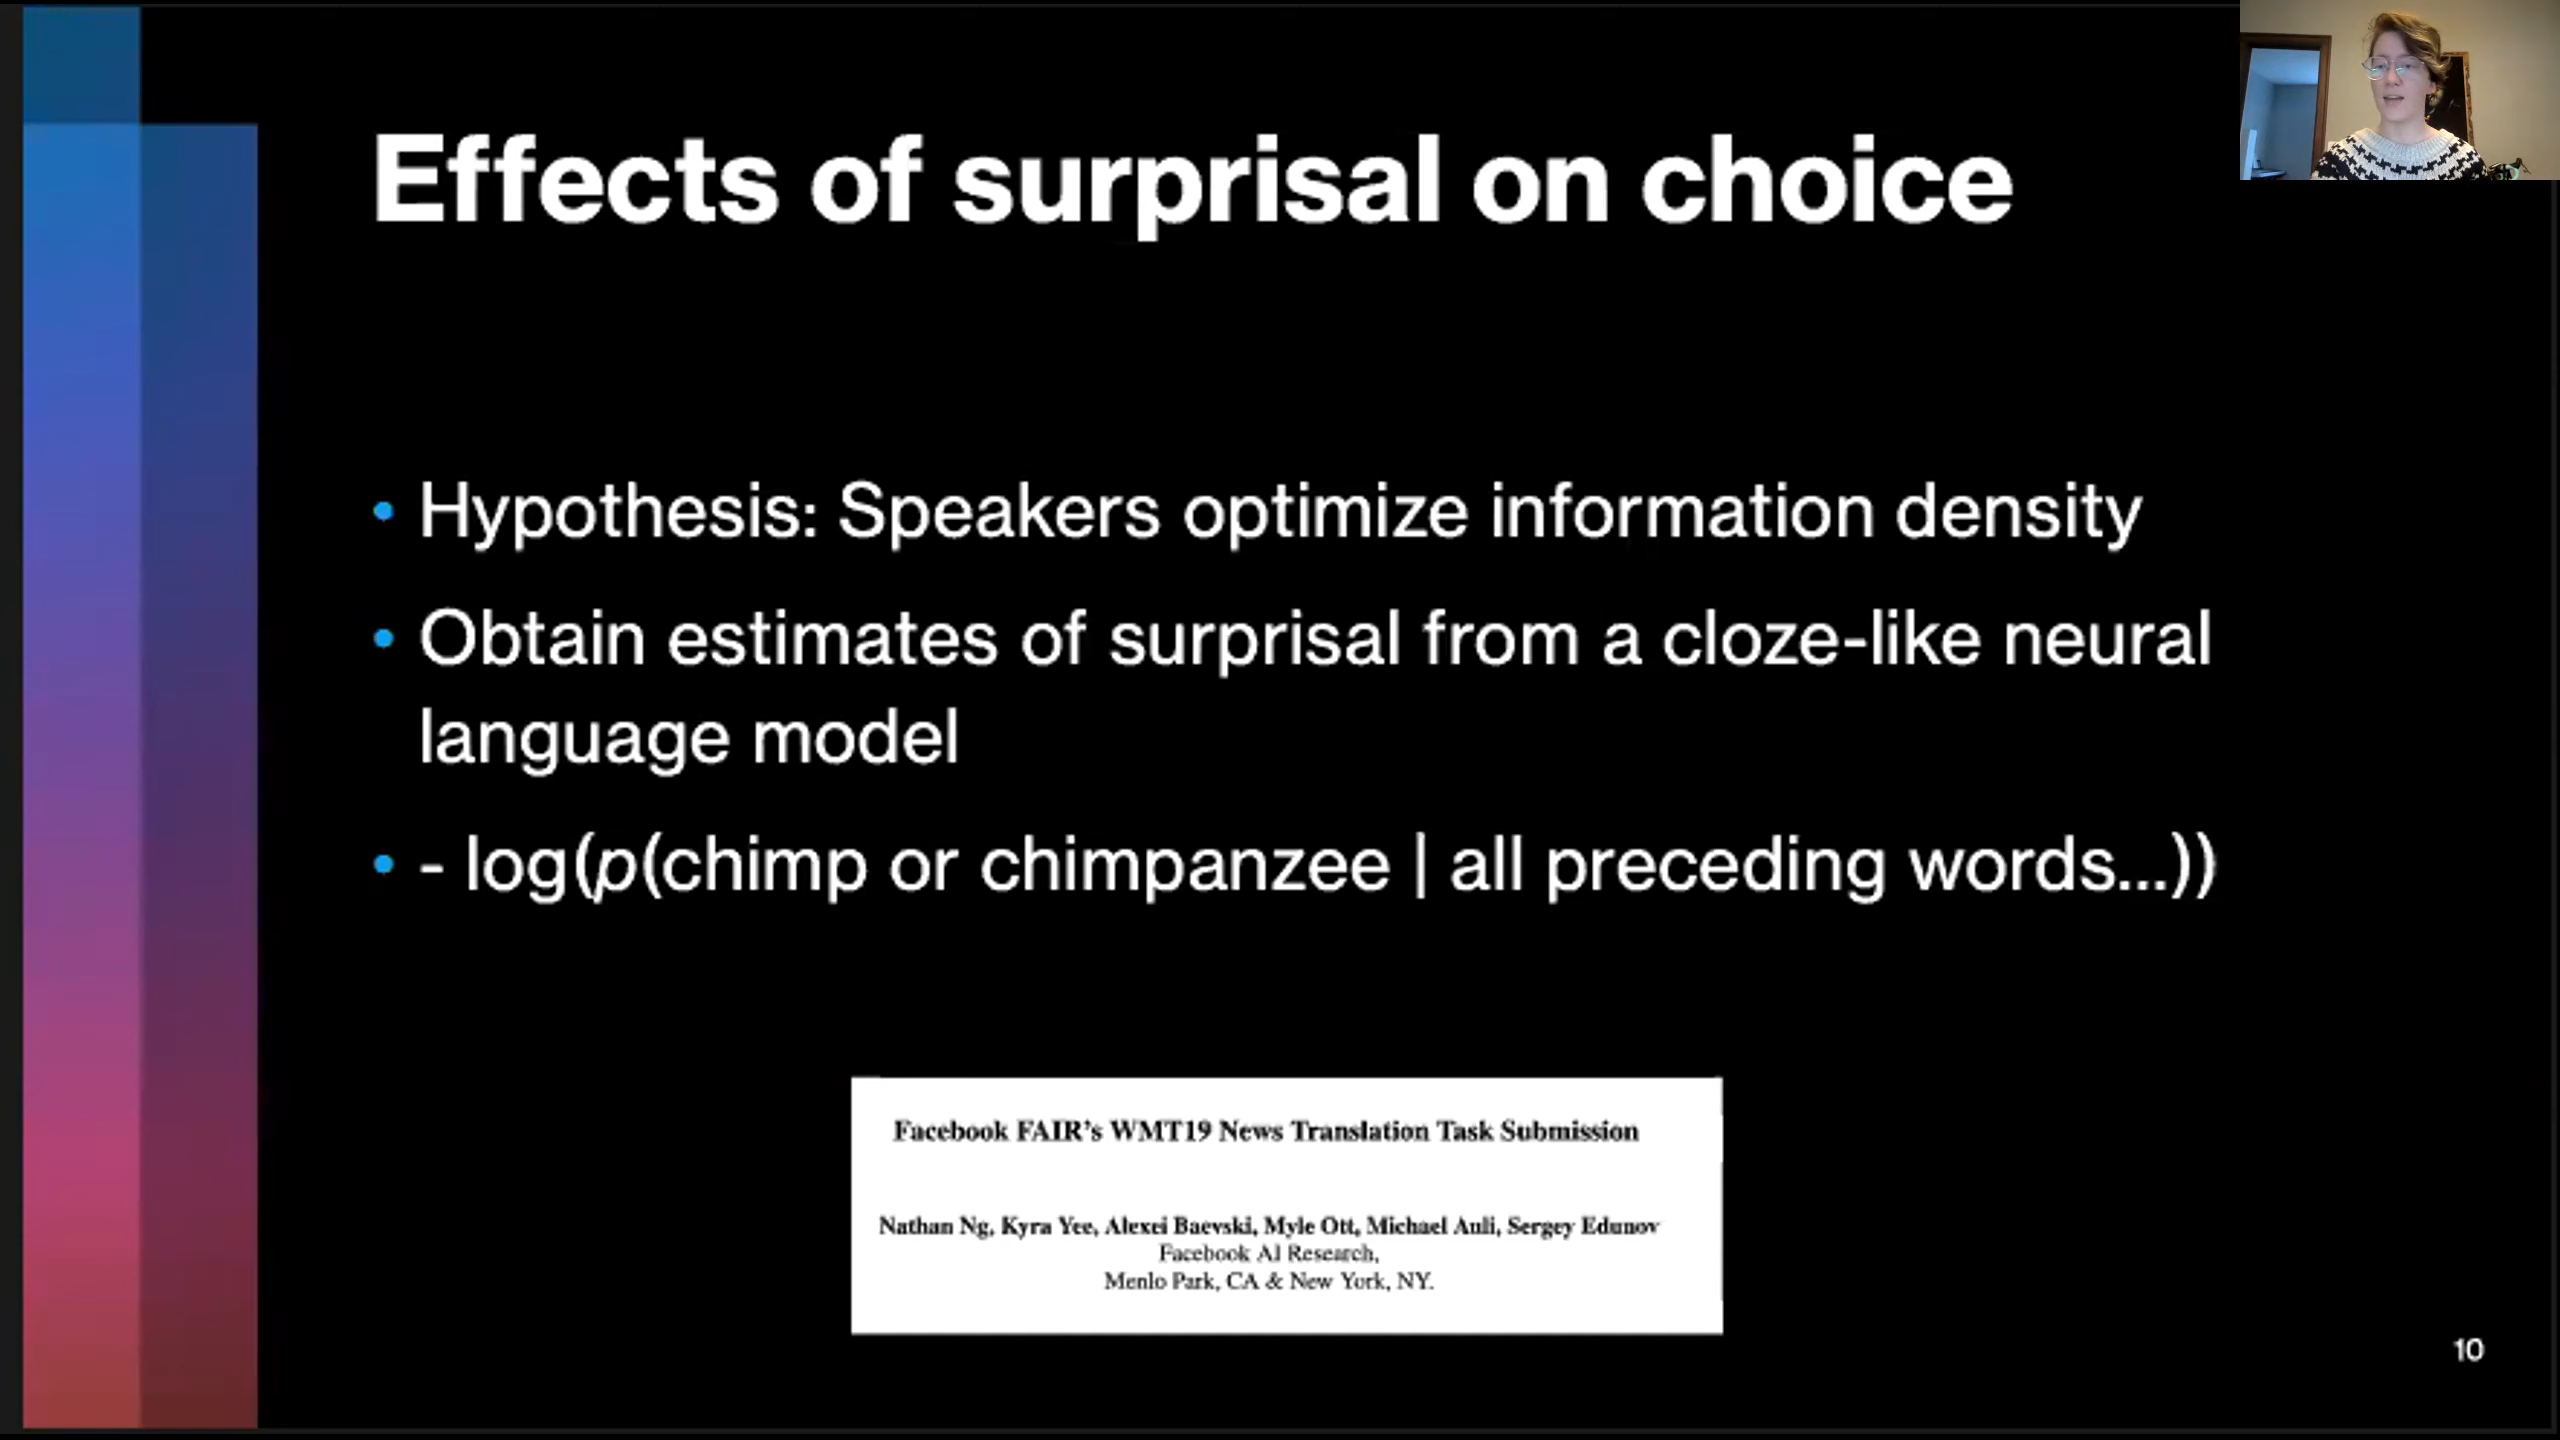 Effects of surprisal on choice
• Hypothesis: Speakers optimize information density
• Obtain estimates of surprisal from a cloze-like neural
language model
• - log(p(chimp or chimpanzee | all preceding words...))
Facebook FAIR's WMT19 News Translation Task Submission
Nathan Ng, Kyra Yee, Alexei Baevski, Myle Ott, Michael Auli, Sergey Edunov
Facebook AI Research,
Menlo Park, CA & New York, NY.
10